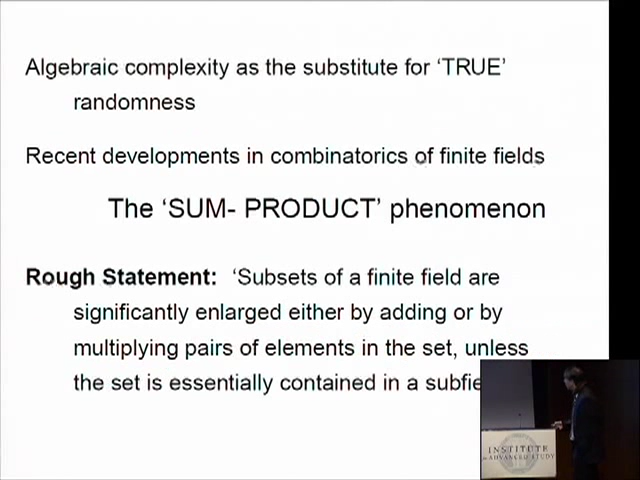 Algebraic complexity as the substitute for ‘TRUE’
randomness
Recent developments in combinatorics of finite fields
The ‘SUM- PRODUCT’ phenomenon
Rough Statement: ‘Subsets of a finite field are
significantly enlarged either by adding or by
multiplying pairs of elements in the set, unless
the set is essentially contained in a
INSTITUTE
ADVANCED STUDY